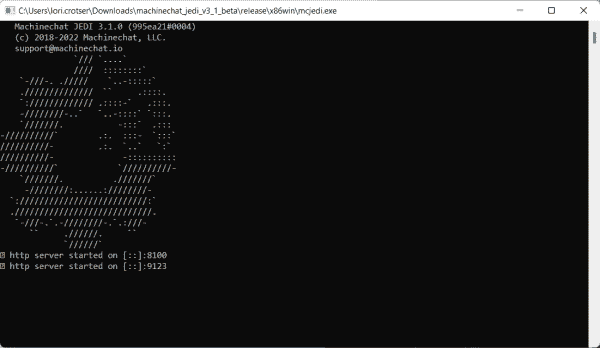 C:\Users\lori.crotser\Downloads\machinechat_jedi_v3_1_beta\release\x86win\mcjedi.exe
Machinechat JEDI 3.1.0 (995ea21#0004)
(c) 2018-2022 Machinechat, LLC.
support@machinechat.io
http server started on [::]:8100
http server started on [::]:9123